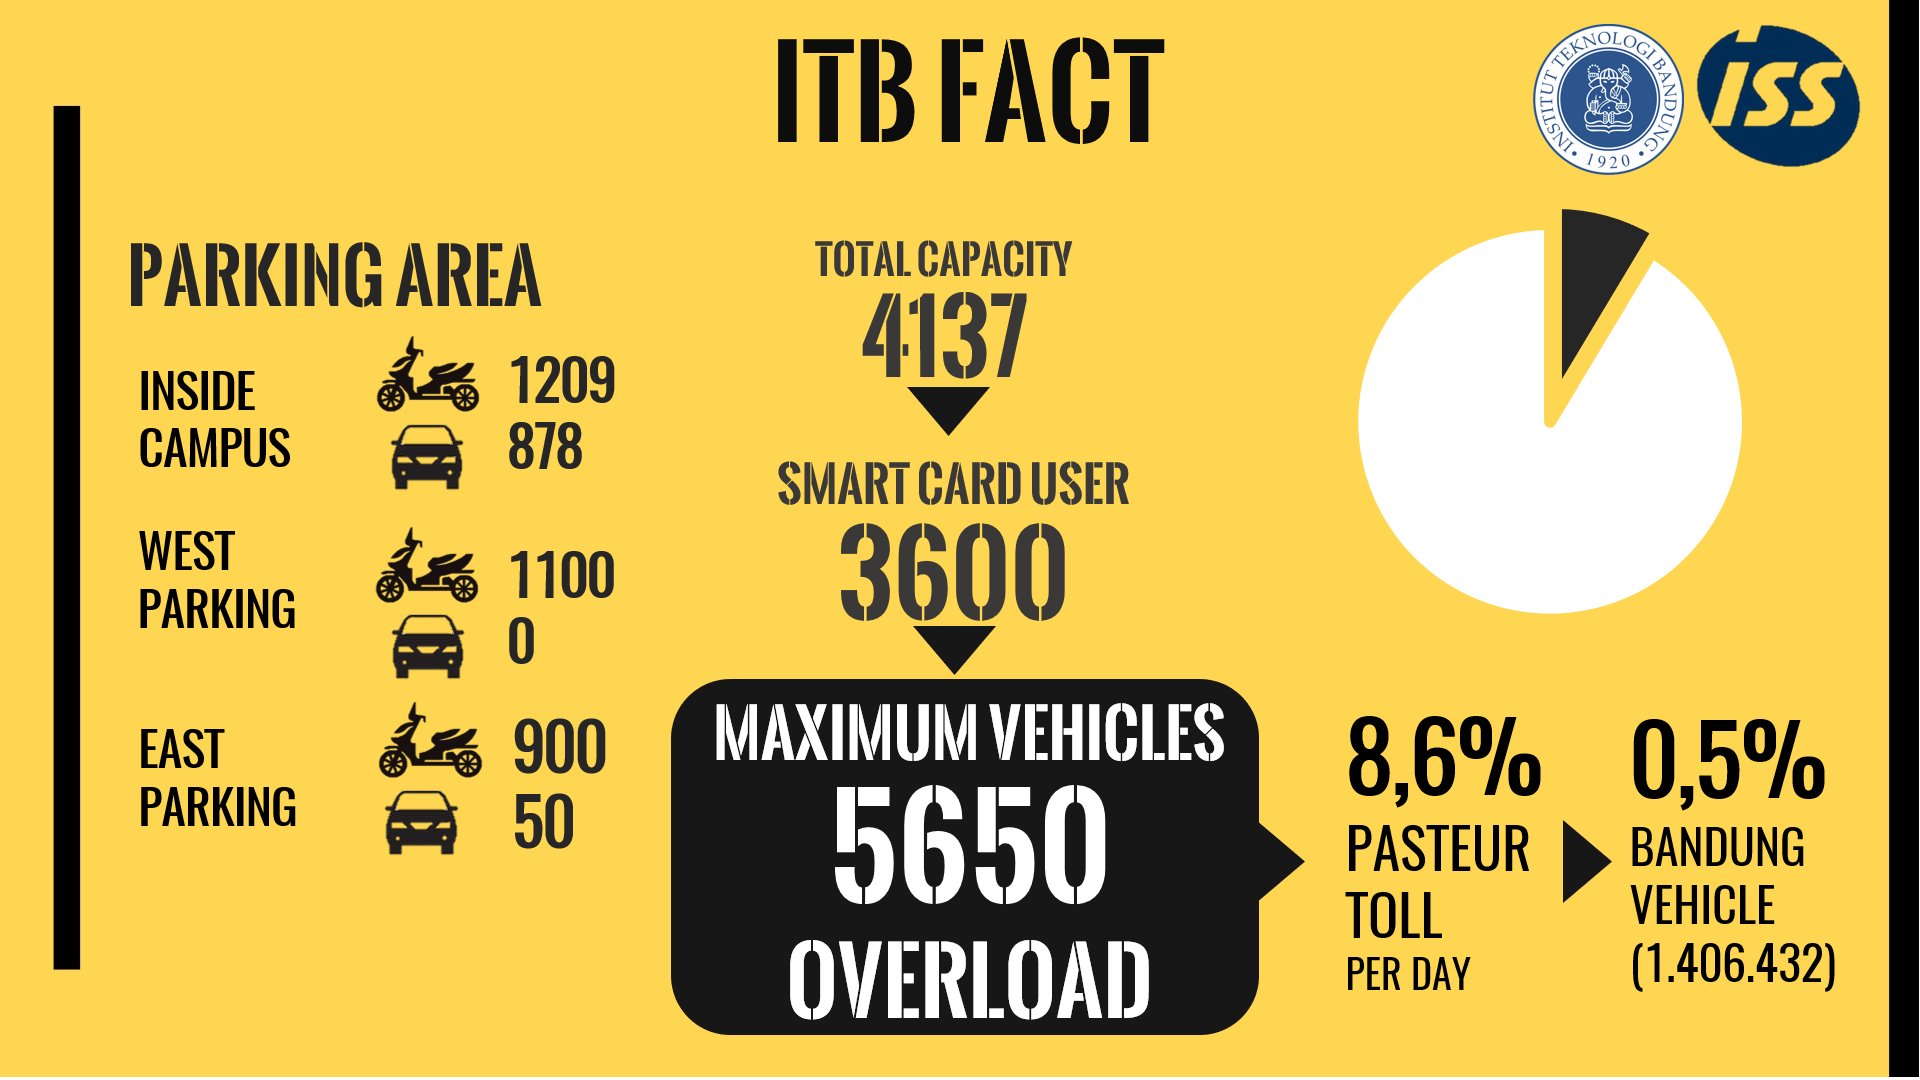 ITB FACT
INSTITUT TEKNOLOGI BANDUNG
• 1920 •
ISS
PARKING AREA
INSIDE
CAMPUS
1209
878
WEST
PARKING
1100
0
EAST
PARKING
900
50
TOTAL CAPACITY
4137
SMART CARD USER
3600
MAXIMUM VEHICLES
5650
OVERLOAD
8,6%
PASTEUR
TOLL
PER DAY
0,5%
BANDUNG
VEHICLE
(1.406.432)